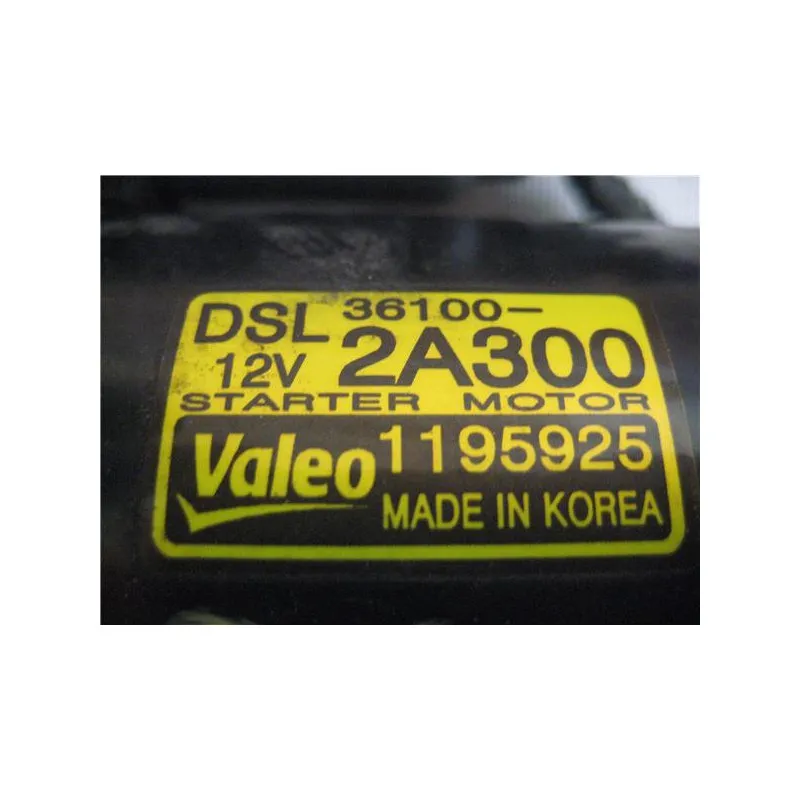 DSL 36100-
12V 2A300
STARTER MOTOR
Valeo 1195925
MADE IN KOREA